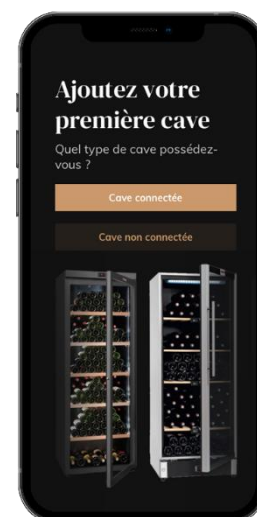 Ajoutez votre
première cave
Quel type de cave possédez-
vous ?
Cave connectée
Cave non connectée